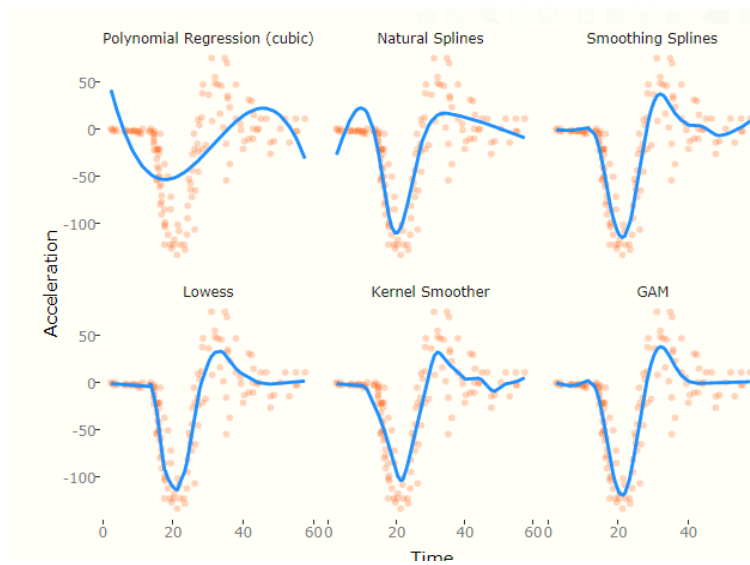 Polynomial Regression (cubic) Natural Splines Smoothing Splines
50
0
-50
-100
Acceleration
Lowess Kernel Smoother GAM
50
0
-50
-100
0 20 40 60 0 20 40 60 0 20 40
Time